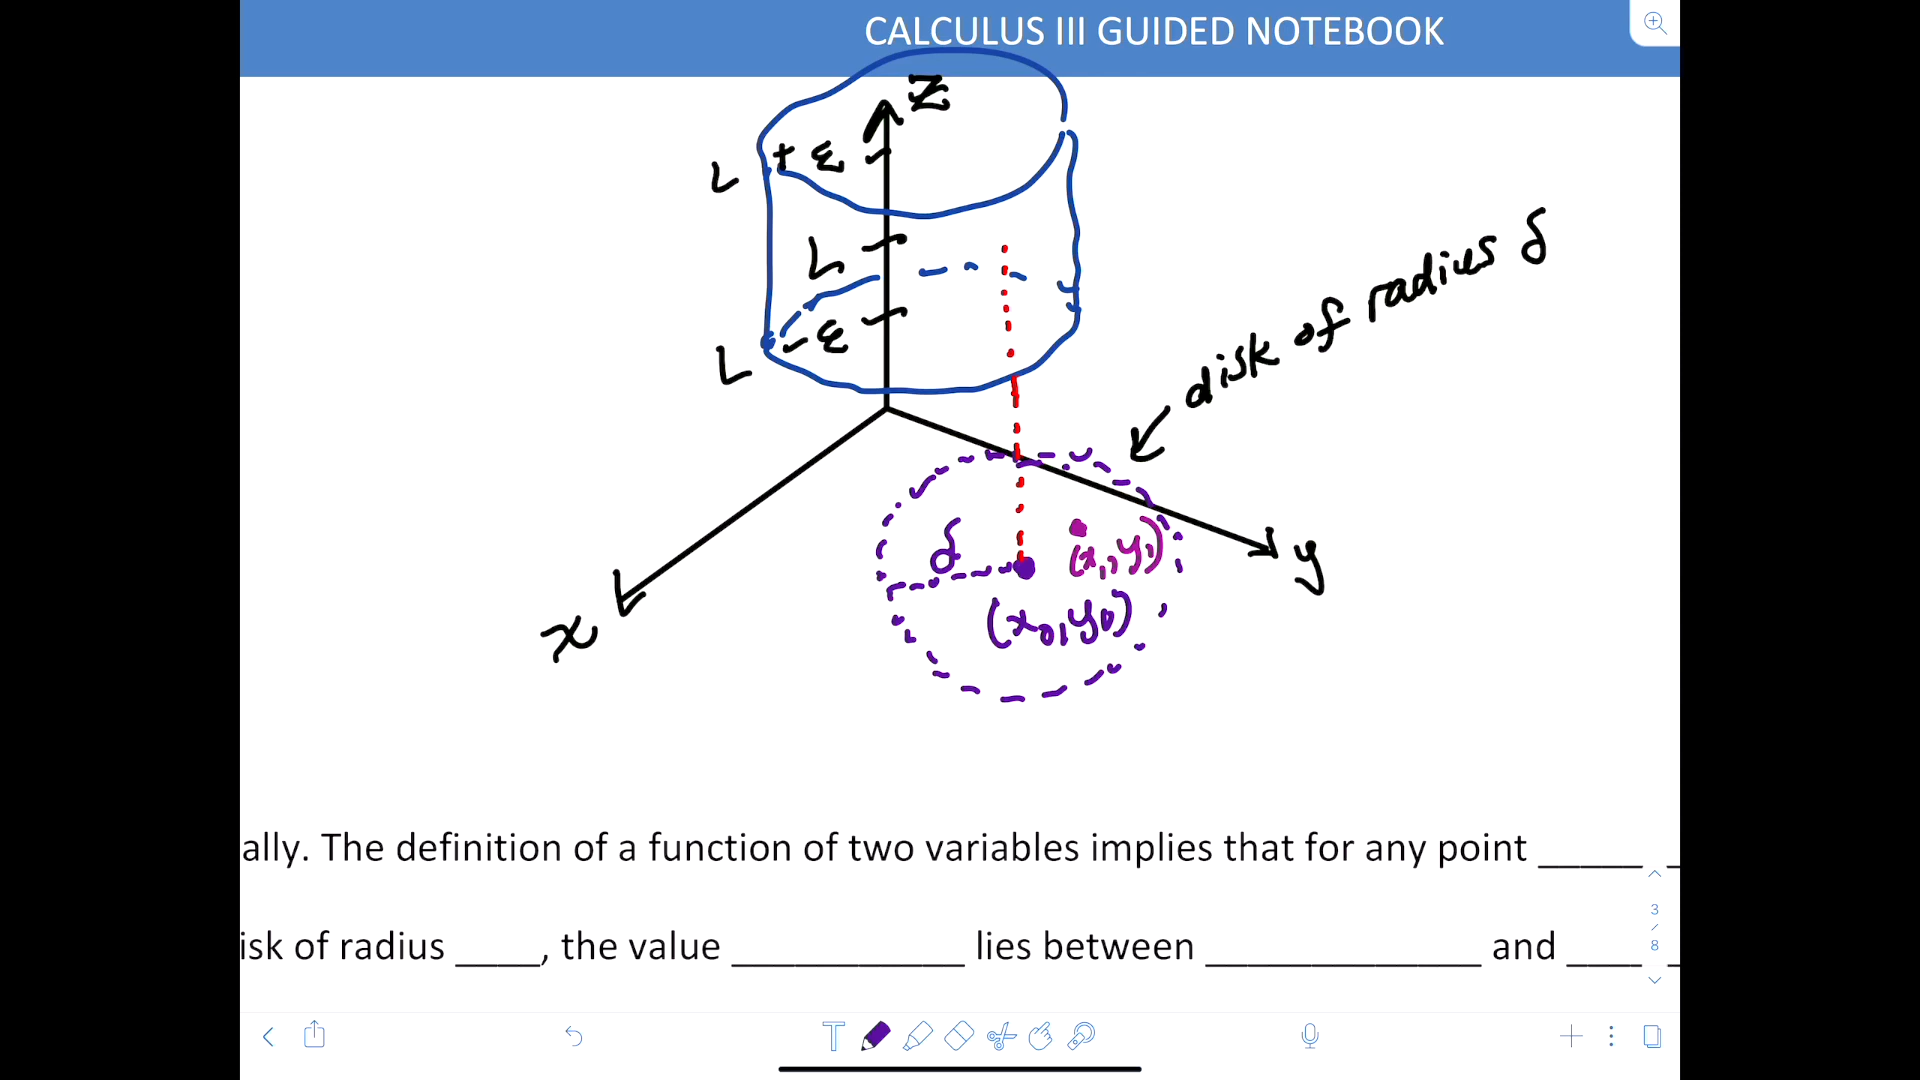 CALCULUS III GUIDED NOTEBOOK
z
L + ε
L
L - ε
disk of radius δ
δ
(x₁, y₁)
(x₀, y₀)
y
x
ally. The definition of a function of two variables implies that for any point _____
isk of radius ____, the value ___________ lies between _____________ and ____
3
/
8
T